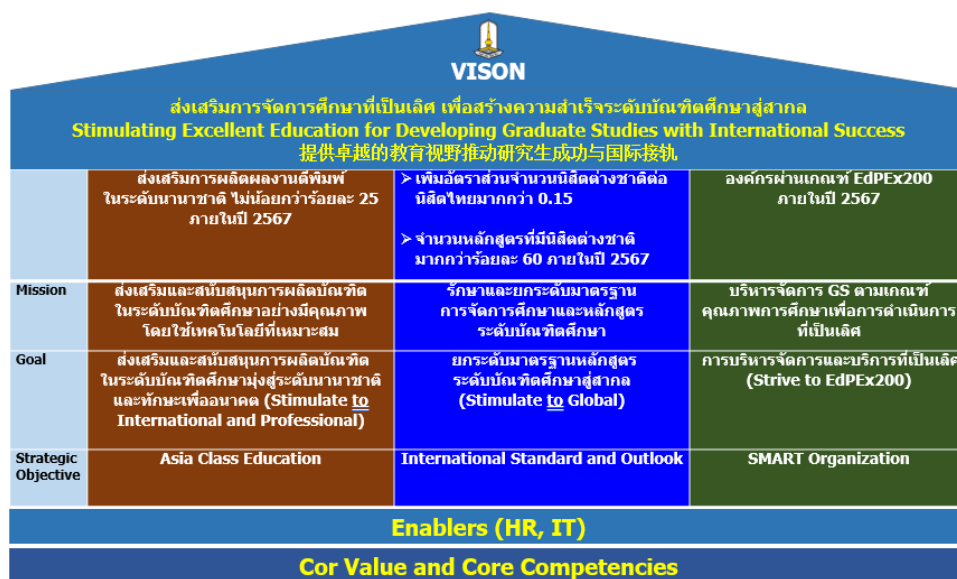 VISON
ส่งเสริมการจัดการศึกษาที่เป็นเลิศ เพื่อสร้างความสำเร็จระดับบัณฑิตศึกษาสู่สากล
Stimulating Excellent Education for Developing Graduate Studies with International Success
提供卓越的教育视野推动研究生成功与国际接轨
ส่งเสริมการผลิตผลงานตีพิมพ์
ในระดับนานาชาติ ไม่น้อยกว่าร้อยละ 25
ภายในปี 2567
➢ เพิ่มอัตราส่วนจำนวนนิสิตต่างชาติต่อ
นิสิตไทยมากกว่า 0.15
➢ จำนวนหลักสูตรที่มีนิสิตต่างชาติ
มากกว่าร้อยละ 60 ภายในปี 2567
องค์กรผ่านเกณฑ์ EdPEx200
ภายในปี 2567
Mission
ส่งเสริมและสนับสนุนการผลิตบัณฑิต
ในระดับบัณฑิตศึกษาอย่างมีคุณภาพ
โดยใช้เทคโนโลยีที่เหมาะสม
รักษาและยกระดับมาตรฐาน
การจัดการศึกษาและหลักสูตร
ระดับบัณฑิตศึกษา
บริหารจัดการ GS ตามเกณฑ์
คุณภาพการศึกษาเพื่อการดำเนินการ
ที่เป็นเลิศ
Goal
ส่งเสริมและสนับสนุนการผลิตบัณฑิต
ในระดับบัณฑิตศึกษามุ่งสู่ระดับนานาชาติ
และทักษะเพื่ออนาคต (Stimulate to
International and Professional)
ยกระดับมาตรฐานหลักสูตร
ระดับบัณฑิตศึกษาสู่สากล
(Stimulate to Global)
การบริหารจัดการและบริการที่เป็นเลิศ
(Strive to EdPEx200)
Strategic
Objective
Asia Class Education
International Standard and Outlook
SMART Organization
Enablers (HR, IT)
Cor Value and Core Competencies